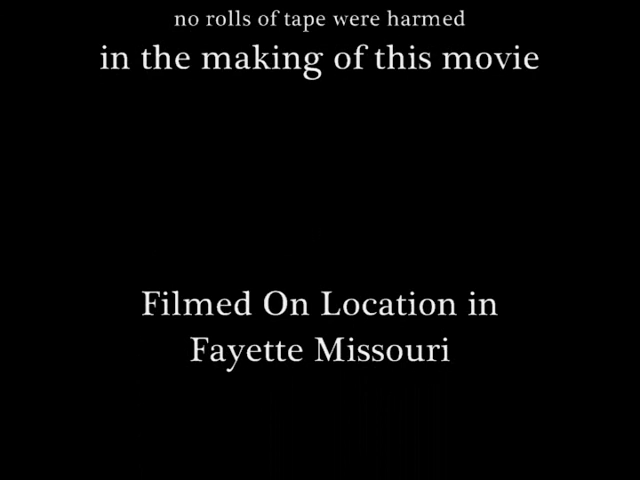 no rolls of tape were harmed
in the making of this movie
Filmed On Location in
Fayette Missouri